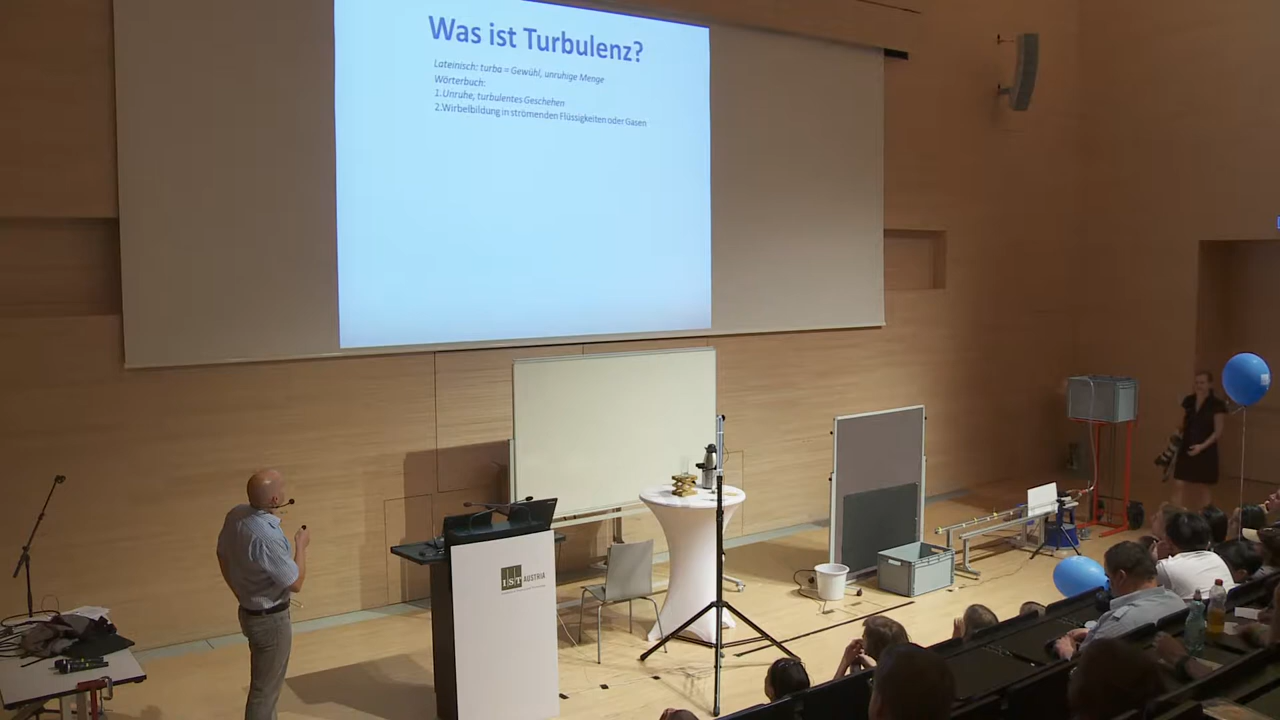 Was ist Turbulenz?
Lateinisch: turba = Gewühl, unruhige Menge
Wörterbuch:
1.Unruhe, turbulentes Geschehen
2.Wirbelbildung in strömenden Flüssigkeiten oder Gasen
IST AUSTRIA